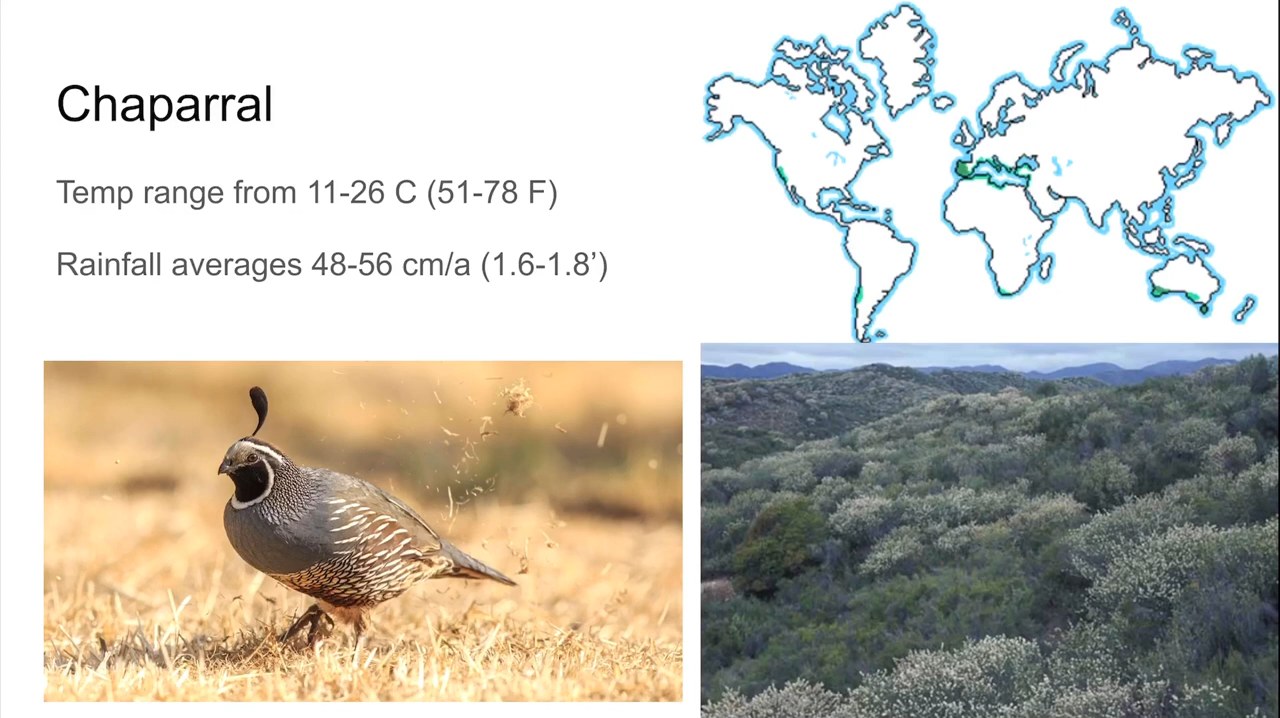 Chaparral
Temp range from 11-26 C (51-78 F)
Rainfall averages 48-56 cm/a (1.6-1.8’)